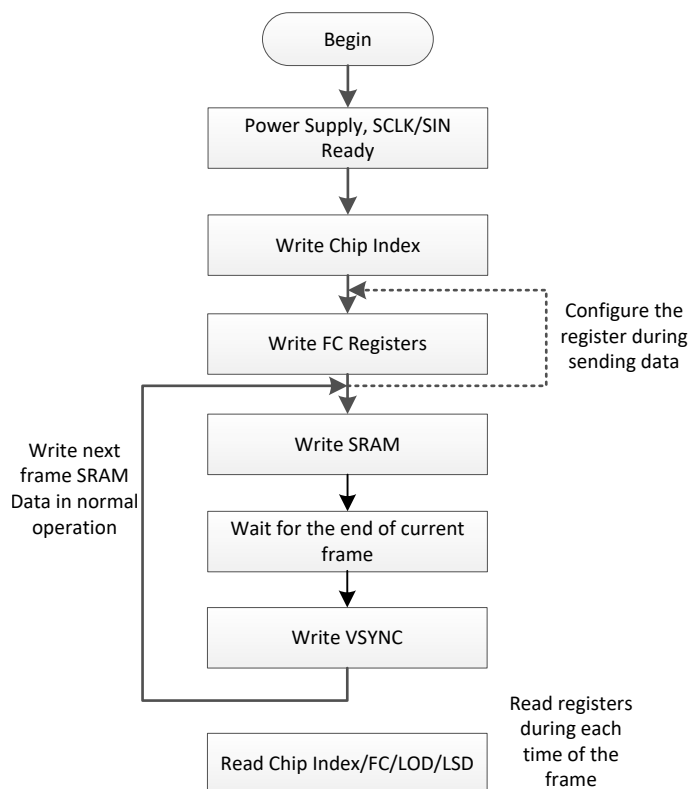 Begin
Power Supply, SCLK/SIN
Ready
Write Chip Index
Configure the
register during
sending data
Write FC Registers
Write next
frame SRAM
Data in normal
operation
Write SRAM
Wait for the end of current
frame
Write VSYNC
Read registers
during each
time of the
frame
Read Chip Index/FC/LOD/LSD